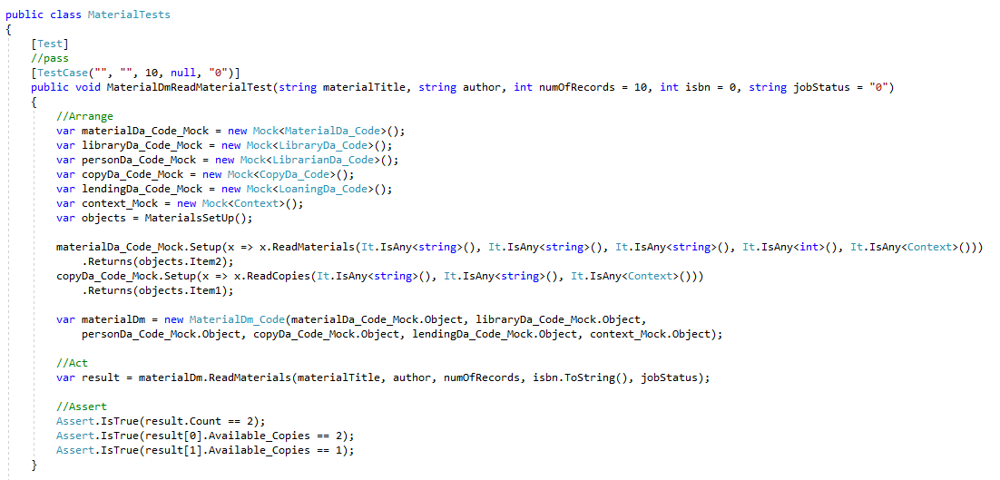 public class MaterialTests
{
    [Test]
    //pass
    [TestCase("", "", 10, null, "0")]
    public void MaterialDmReadMaterialTest(string materialTitle, string author, int numOfRecords = 10, int isbn = 0, string jobStatus = "0")
    {
        //Arrange
        var materialDa_Code_Mock = new Mock<MaterialDa_Code>();
        var libraryDa_Code_Mock = new Mock<LibraryDa_Code>();
        var personDa_Code_Mock = new Mock<LibrarianDa_Code>();
        var copyDa_Code_Mock = new Mock<CopyDa_Code>();
        var lendingDa_Code_Mock = new Mock<LoaningDa_Code>();
        var context_Mock = new Mock<Context>();
        var objects = MaterialsSetUp();

        materialDa_Code_Mock.Setup(x => x.ReadMaterials(It.IsAny<string>(), It.IsAny<string>(), It.IsAny<string>(), It.IsAny<int>(), It.IsAny<Context>()))
            .Returns(objects.Item2);
        copyDa_Code_Mock.Setup(x => x.ReadCopies(It.IsAny<string>(), It.IsAny<string>(), It.IsAny<Context>()))
            .Returns(objects.Item1);

        var materialDm = new MaterialDm_Code(materialDa_Code_Mock.Object, libraryDa_Code_Mock.Object,
            personDa_Code_Mock.Object, copyDa_Code_Mock.Object, lendingDa_Code_Mock.Object, context_Mock.Object);

        //Act
        var result = materialDm.ReadMaterials(materialTitle, author, numOfRecords, isbn.ToString(), jobStatus);

        //Assert
        Assert.IsTrue(result.Count == 2);
        Assert.IsTrue(result[0].Available_Copies == 2);
        Assert.IsTrue(result[1].Available_Copies == 1);
    }